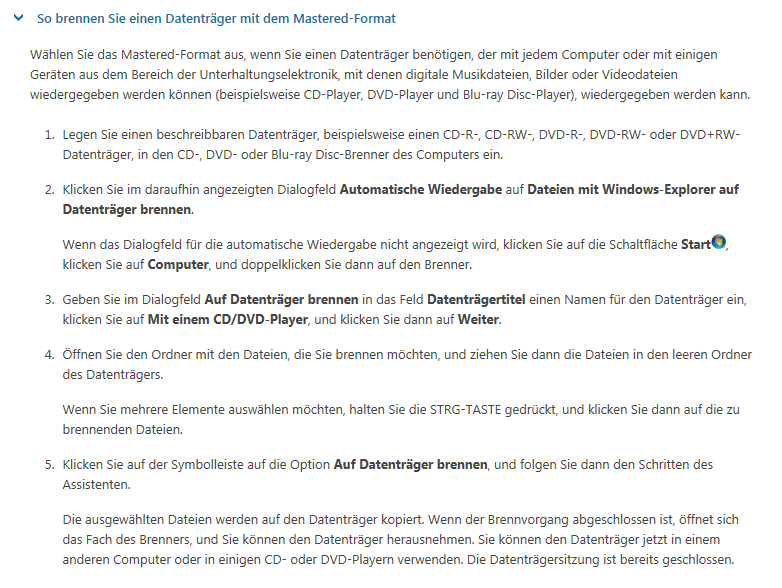 So brennen Sie einen Datenträger mit dem Mastered-Format
Wählen Sie das Mastered-Format aus, wenn Sie einen Datenträger benötigen, der mit jedem Computer oder mit einigen
Geräten aus dem Bereich der Unterhaltungselektronik, mit denen digitale Musikdateien, Bilder oder Videodateien
wiedergegeben werden können (beispielsweise CD-Player, DVD-Player und Blu-ray Disc-Player), wiedergegeben werden kann.
1. Legen Sie einen beschreibbaren Datenträger, beispielsweise einen CD-R-, CD-RW-, DVD-R-, DVD-RW- oder DVD+RW-
Datenträger, in den CD-, DVD- oder Blu-ray Disc-Brenner des Computers ein.
2. Klicken Sie im daraufhin angezeigten Dialogfeld Automatische Wiedergabe auf Dateien mit Windows-Explorer auf
Datenträger brennen.
Wenn das Dialogfeld für die automatische Wiedergabe nicht angezeigt wird, klicken Sie auf die Schaltfläche Start,
klicken Sie auf Computer, und doppelklicken Sie dann auf den Brenner.
3. Geben Sie im Dialogfeld Auf Datenträger brennen in das Feld Datenträgertitel einen Namen für den Datenträger ein,
klicken Sie auf Mit einem CD/DVD-Player, und klicken Sie dann auf Weiter.
4. Öffnen Sie den Ordner mit den Dateien, die Sie brennen möchten, und ziehen Sie dann die Dateien in den leeren Ordner
des Datenträgers.
Wenn Sie mehrere Elemente auswählen möchten, halten Sie die STRG-TASTE gedrückt, und klicken Sie dann auf die zu
brennenden Dateien.
5. Klicken Sie auf der Symbolleiste auf die Option Auf Datenträger brennen, und folgen Sie dann den Schritten des
Assistenten.
Die ausgewählten Dateien werden auf den Datenträger kopiert. Wenn der Brennvorgang abgeschlossen ist, öffnet sich
das Fach des Brenners, und Sie können den Datenträger herausnehmen. Sie können den Datenträger jetzt in einem
anderen Computer oder in einigen CD- oder DVD-Playern verwenden. Die Datenträgersitzung ist bereits geschlossen.